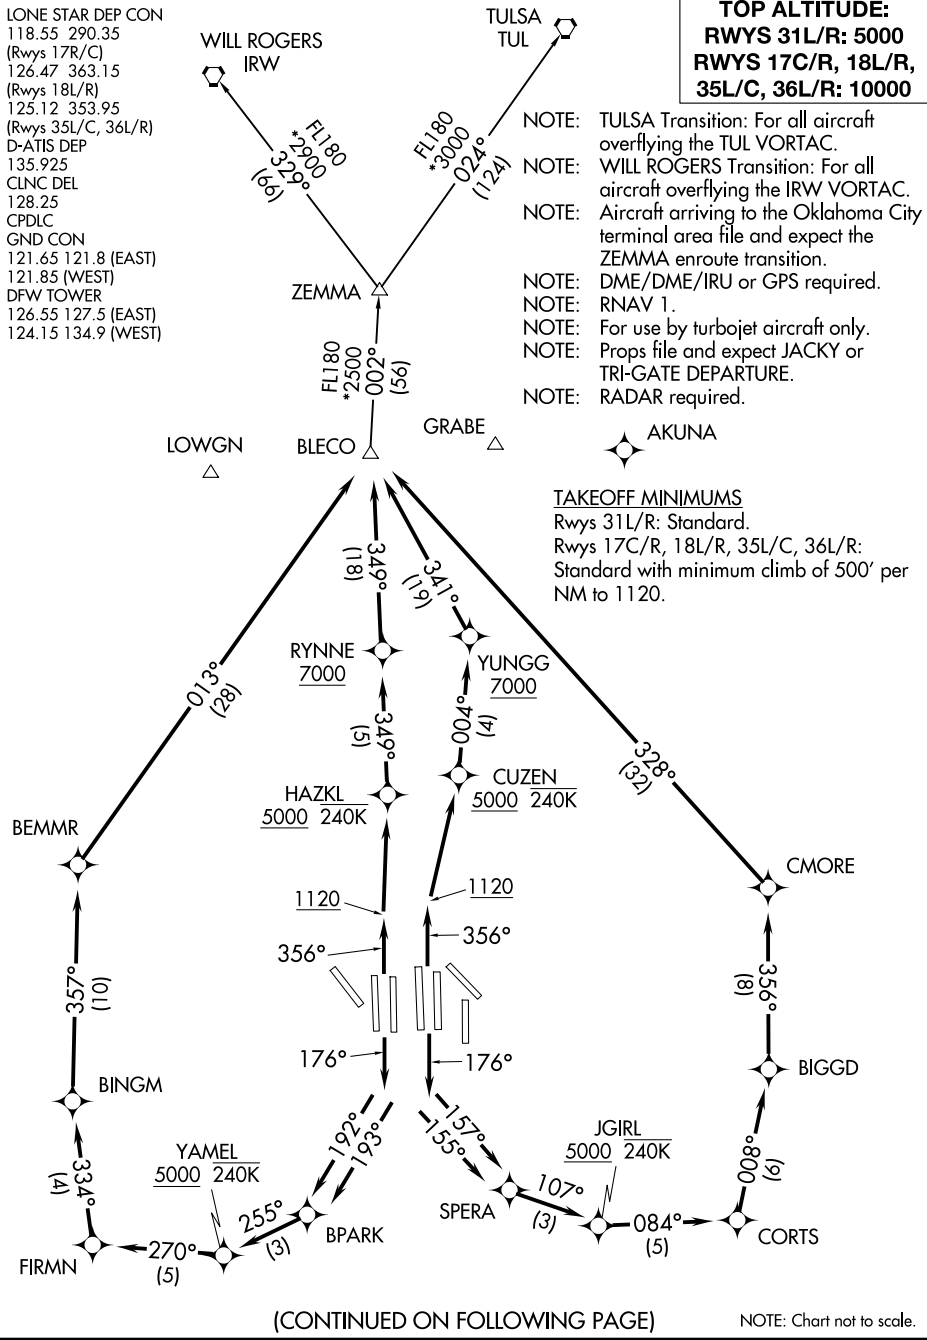 LONE STAR DEP CON
118.55 290.35
(Rwys 17R/C)
126.47 363.15
(Rwys 18L/R)
125.12 353.95
(Rwys 35L/C, 36L/R)
D-ATIS DEP
135.925
CLNC DEL
128.25
CPDLC
GND CON
121.65 121.8 (EAST)
121.85 (WEST)
DFW TOWER
126.55 127.5 (EAST)
124.15 134.9 (WEST)
WILL ROGERS
IRW
TULSA
TUL
TOP ALTITUDE:
RWYS 31L/R: 5000
RWYS 17C/R, 18L/R,
35L/C, 36L/R: 10000
NOTE: TULSA Transition: For all aircraft
overflying the TUL VORTAC.
NOTE: WILL ROGERS Transition: For all
aircraft overflying the IRW VORTAC.
NOTE: Aircraft arriving to the Oklahoma City
terminal area file and expect the
ZEMMA enroute transition.
NOTE: DME/DME/IRU or GPS required.
NOTE: RNAV 1.
NOTE: For use by turbojet aircraft only.
NOTE: Props file and expect JACKY or
TRI-GATE DEPARTURE.
NOTE: RADAR required.
FL180
*2900
329°
(66)
FL180
*3000
024°
(124)
ZEMMA
FL180
*2500
002°
(56)
LOWGN
BLECO
GRABE
AKUNA
TAKEOFF MINIMUMS
Rwys 31L/R: Standard.
Rwys 17C/R, 18L/R, 35L/C, 36L/R:
Standard with minimum climb of 500' per
NM to 1120.
349°
(18)
341°
(19)
RYNNE
7000
YUNGG
7000
013°
(28)
349°
(5)
004°
(4)
328°
(32)
HAZKL
5000 240K
CUZEN
5000 240K
BEMMR
CMORE
1120
1120
356°
356°
357°
(10)
356°
(8)
176°
176°
BINGM
BIGGD
192°
193°
157°
155°
YAMEL
5000 240K
JGIRL
5000 240K
334°
(4)
008°
(6)
255°
(3)
BPARK
SPERA
107°
(3)
084°
(5)
CORTS
FIRMN
270°
(5)
(CONTINUED ON FOLLOWING PAGE)
NOTE: Chart not to scale.